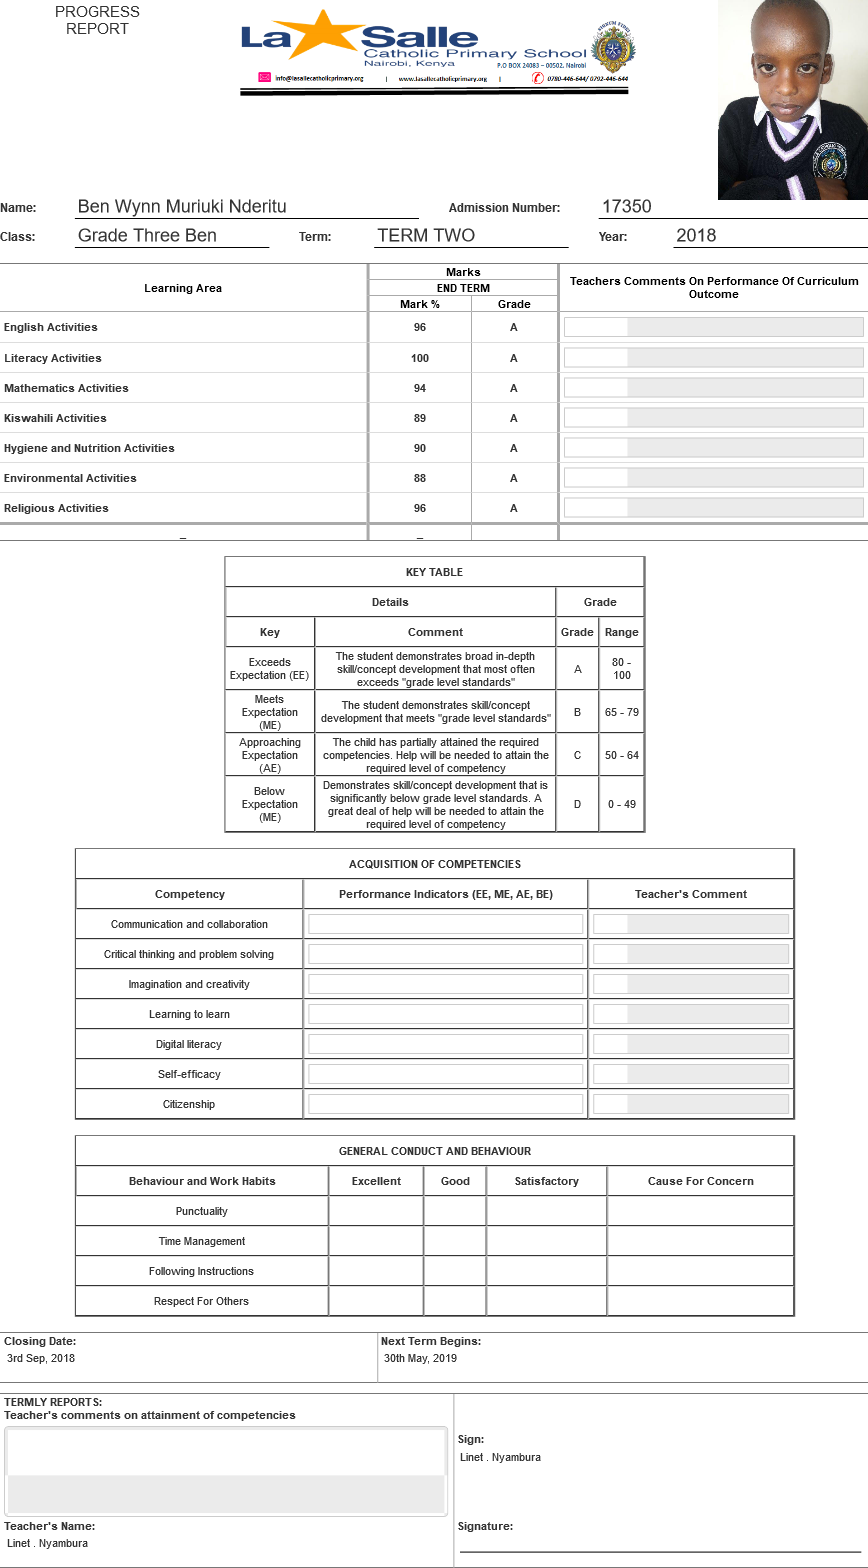 PROGRESS
REPORT
La Salle
Catholic Primary School
Nairobi, Kenya
P.O BOX 24083 – 00502, Nairobi
info@lasallecatholicprimary.org | www.lasallecatholicprimary.org | 0780-446-644/ 0792-446-644
Name: Ben Wynn Muriuki Nderitu Admission Number: 17350
Class: Grade Three Ben Term: TERM TWO Year: 2018
Learning Area Marks Teachers Comments On Performance Of Curriculum Outcome
END TERM
Mark % Grade
English Activities 96 A
Literacy Activities 100 A
Mathematics Activities 94 A
Kiswahili Activities 89 A
Hygiene and Nutrition Activities 90 A
Environmental Activities 88 A
Religious Activities 96 A
_ _
KEY TABLE
Details Grade
Key Comment Grade Range
Exceeds Expectation (EE) The student demonstrates broad in-depth skill/concept development that most often exceeds "grade level standards" A 80 - 100
Meets Expectation (ME) The student demonstrates skill/concept development that meets "grade level standards" B 65 - 79
Approaching Expectation (AE) The child has partially attained the required competencies. Help will be needed to attain the required level of competency C 50 - 64
Below Expectation (ME) Demonstrates skill/concept development that is significantly below grade level standards. A great deal of help will be needed to attain the required level of competency D 0 - 49
ACQUISITION OF COMPETENCIES
Competency Performance Indicators (EE, ME, AE, BE) Teacher's Comment
Communication and collaboration
Critical thinking and problem solving
Imagination and creativity
Learning to learn
Digital literacy
Self-efficacy
Citizenship
GENERAL CONDUCT AND BEHAVIOUR
Behaviour and Work Habits Excellent Good Satisfactory Cause For Concern
Punctuality
Time Management
Following Instructions
Respect For Others
Closing Date: Next Term Begins:
3rd Sep, 2018 30th May, 2019
TERMLY REPORTS:
Teacher's comments on attainment of competencies
Sign:
Linet . Nyambura
Teacher's Name: Signature:
Linet . Nyambura